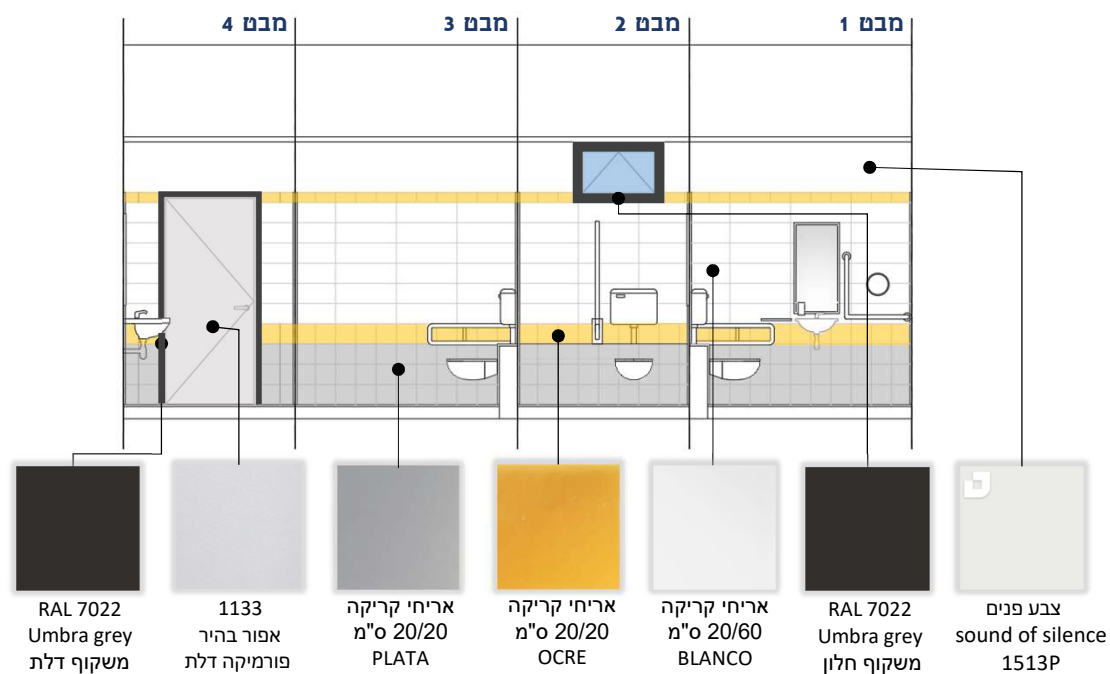 מבט 1
מבט 2
מבט 3
מבט 4
צבע פנים
sound of silence
1513P
RAL 7022
Umbra grey
משקוף חלון
אריחי קריקה
20/60 ס"מ
BLANCO
אריחי קריקה
20/20 ס"מ
OCRE
אריחי קריקה
20/20 ס"מ
PLATA
1133
אפור בהיר
פורמיקה דלת
RAL 7022
Umbra grey
משקוף דלת